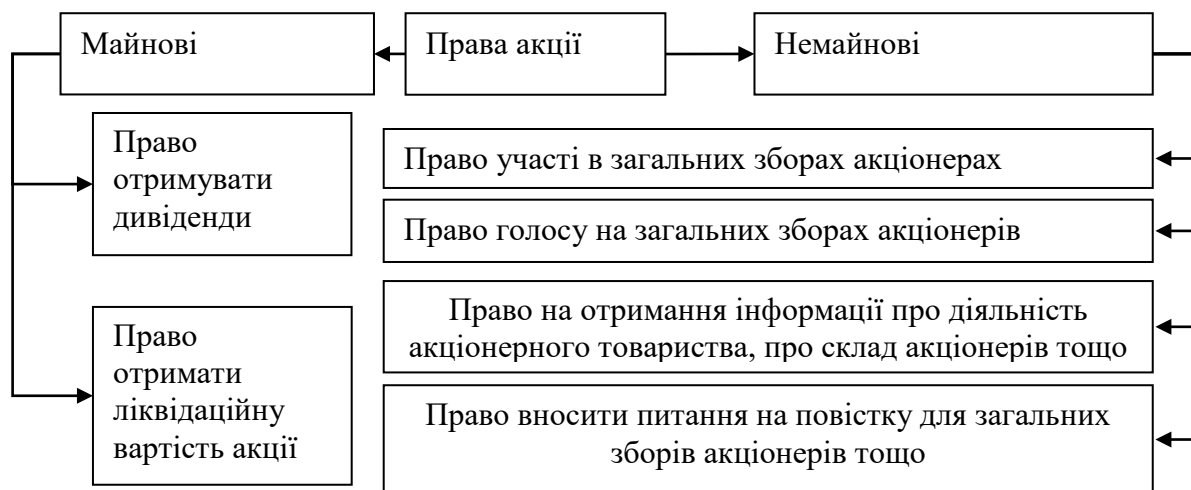 Майнові
Права акції
Немайнові
Право
отримувати
дивіденди
Право
отримати
ліквідаційну
вартість акції
Право участі в загальних зборах акціонерах
Право голосу на загальних зборах акціонерів
Право на отримання інформації про діяльність
акціонерного товариства, про склад акціонерів тощо
Право вносити питання на повістку для загальних
зборів акціонерів тощо